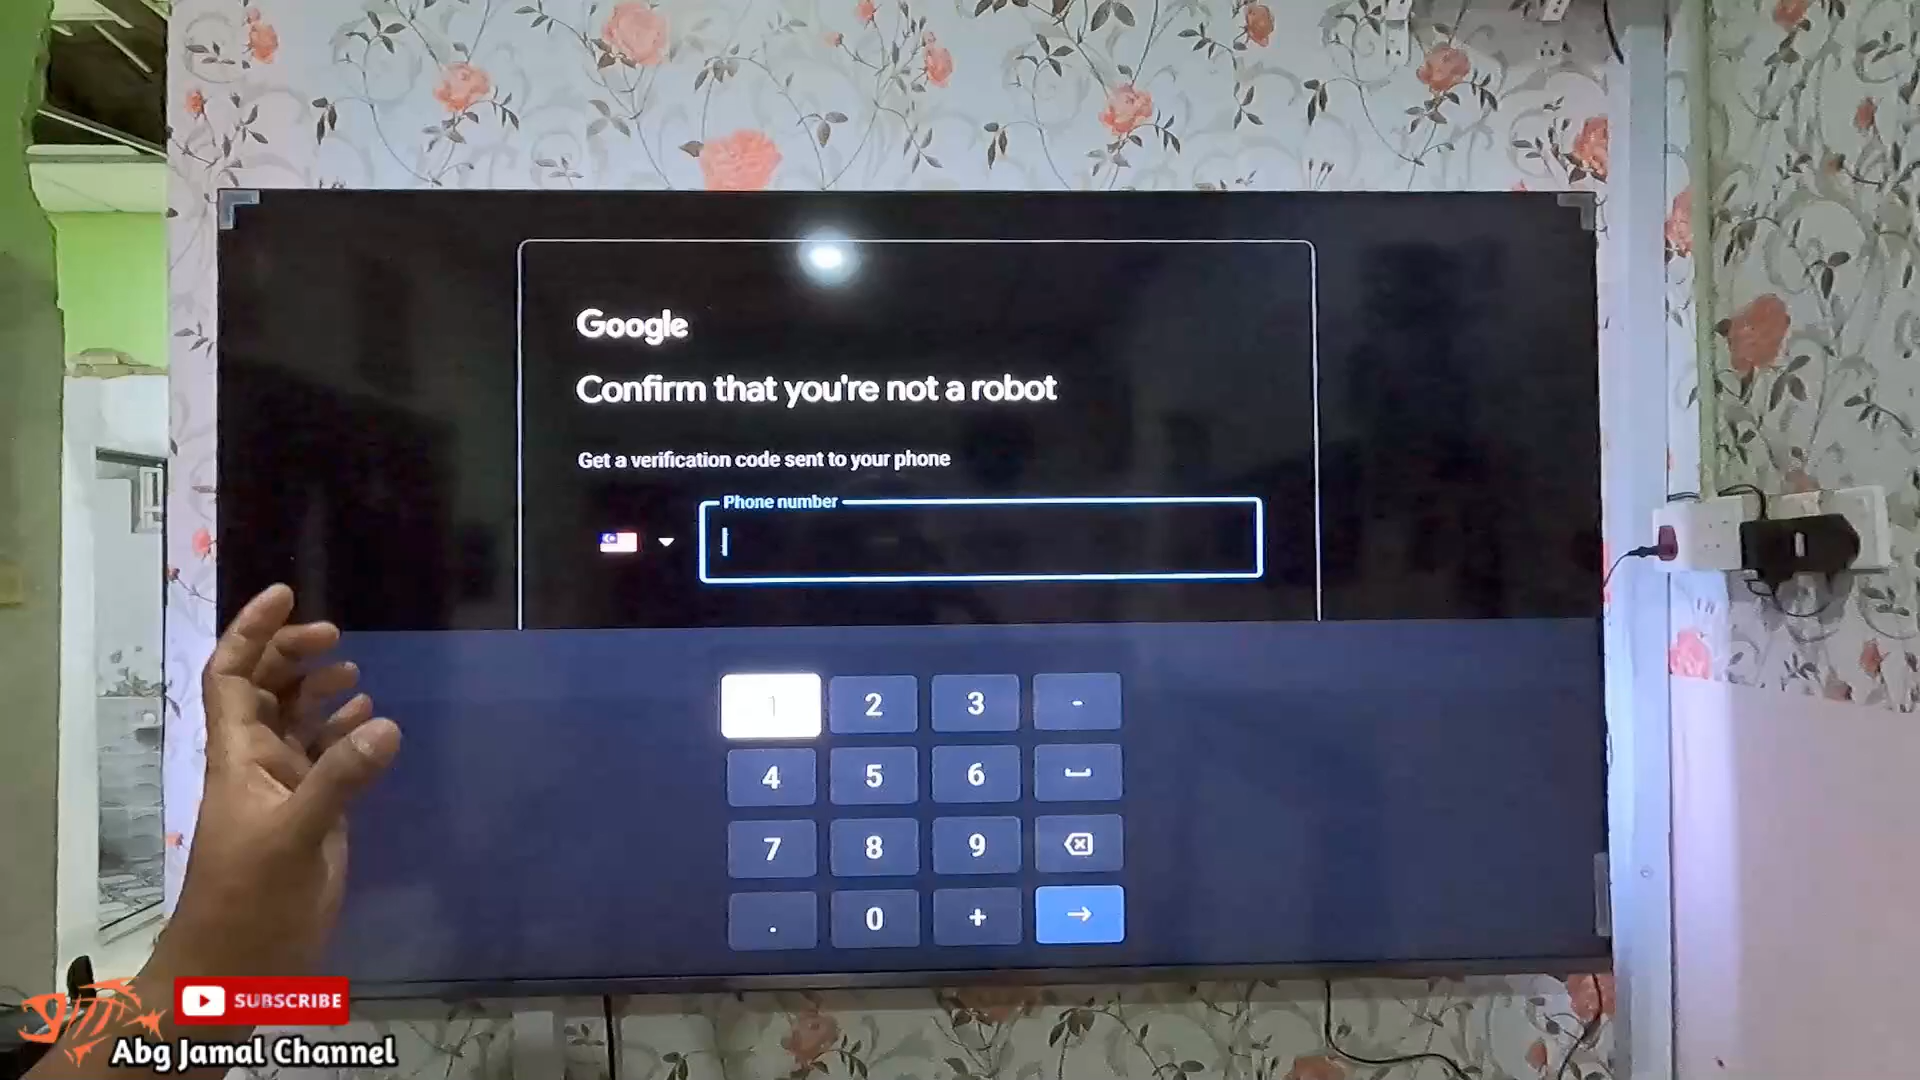 Google
Confirm that you're not a robot
Get a verification code sent to your phone
Phone number
1 2 3 -
4 5 6
7 8 9
. 0 + →
SUBSCRIBE
Abg Jamal Channel